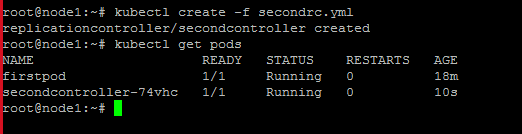 root@node1:~# kubectl create -f secondrc.yml
replicationcontroller/secondcontroller created
root@node1:~# kubectl get pods
NAME                     READY   STATUS    RESTARTS   AGE
firstpod                 1/1     Running   0          18m
secondcontroller-74vhc   1/1     Running   0          10s
root@node1:~#